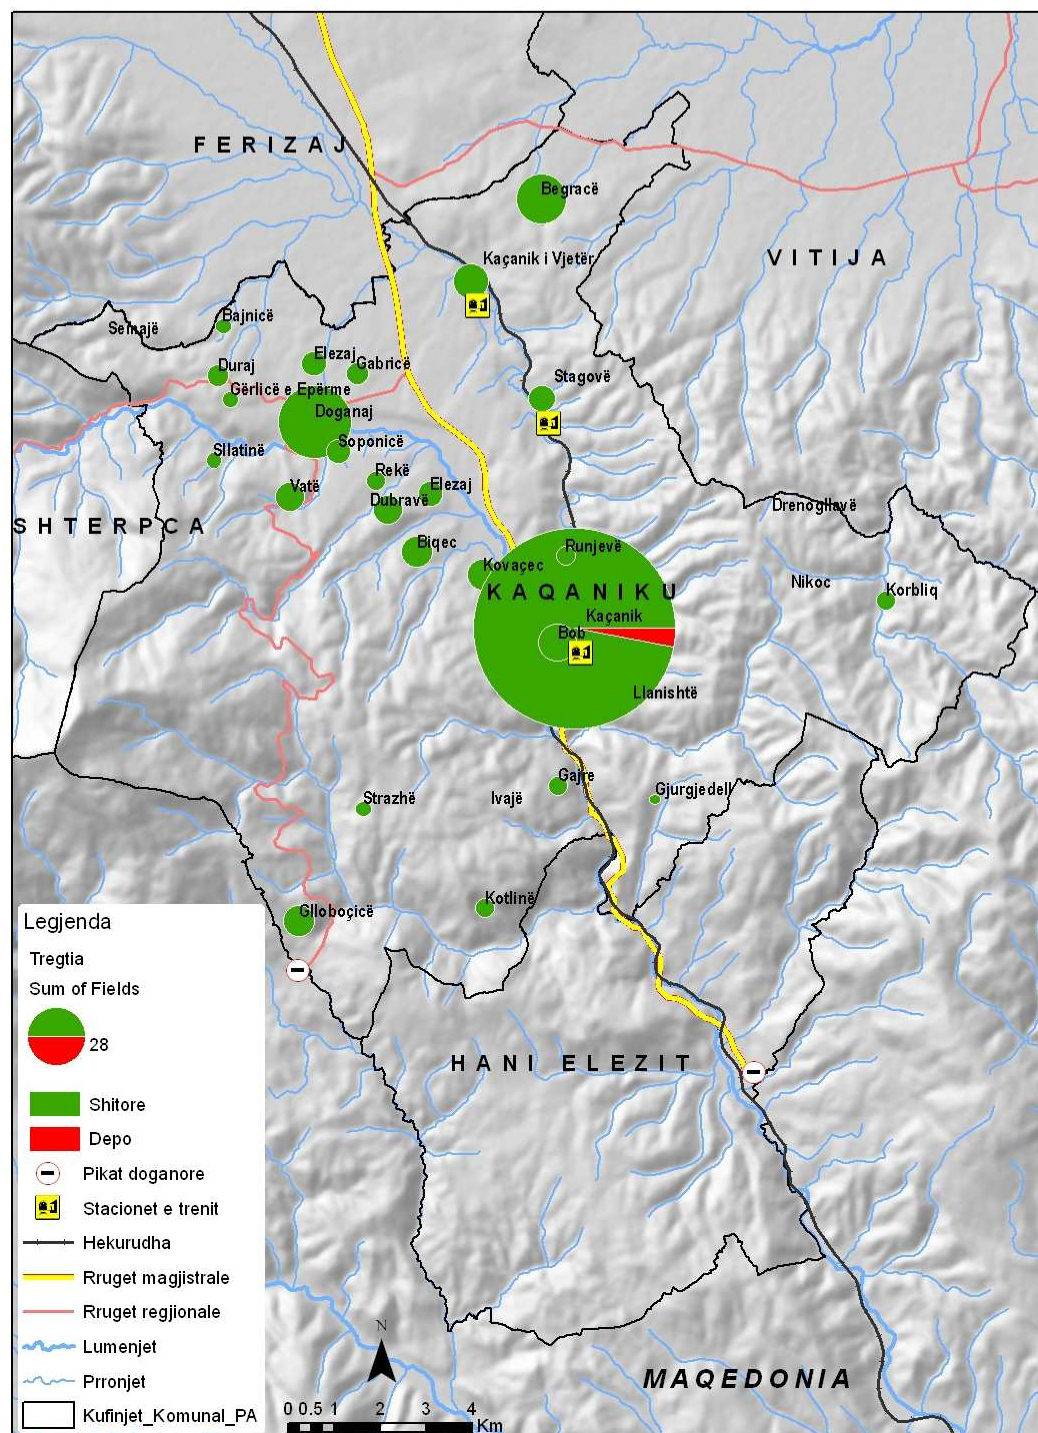 FERIZAJ
Begracë
VITIJA
Kaçanik i Vjetër
Bajnicë
Semajë
Elezaj
Gabricë
Duraj
Stagovë
Gërlicë e Epërme
Doganaj
Soponicë
Sllatinë
Rekë
Vatë
Elezaj
Dubravë
Drenogllavë
SHTERPCA
Biqec
Runjevë
Kovaçec
Nikoc
Korbliq
KAQANIKU
Kaçanik
Bob
Llanishtë
Gajre
Gjurgjedell
Strazhë
Ivajë
Kotlinë
Glloboçicë
Legjenda
Tregtia
Sum of Fields
28
Shitore
Depo
Pikat doganore
Stacionet e trenit
Hekurudha
Rruget magjistrale
Rruget regjionale
Lumenjet
Prronjet
Kufinjet_Komunal_PA
HANI ELEZIT
N
MAQEDONIA
0 0.5 1 2 3 4
Km